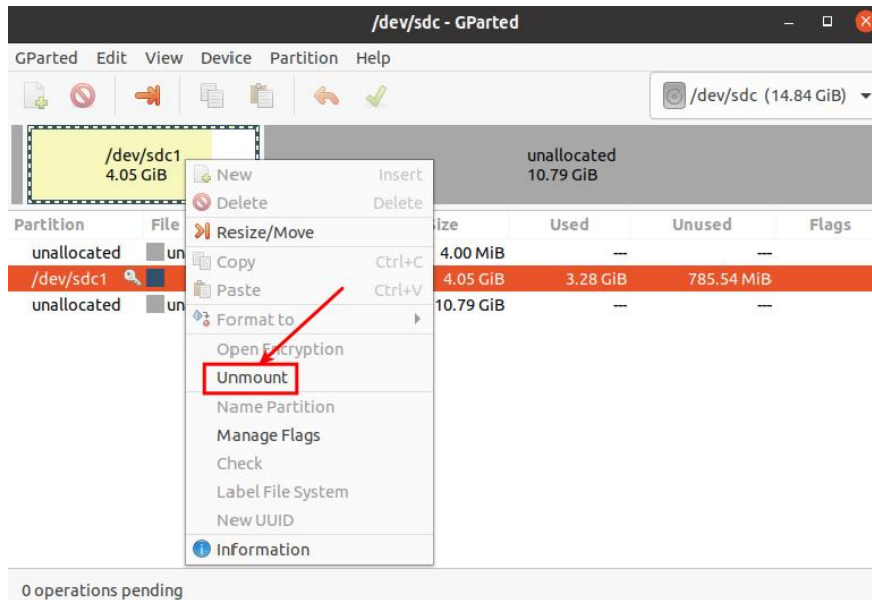 /dev/sdc - GParted
GParted Edit View Device Partition Help
/dev/sdc (14.84 GiB)
/dev/sdc1
4.05 GiB
unallocated
10.79 GiB
Partition File Size Used Unused Flags
unallocated un 4.00 MiB --- ---
/dev/sdc1 4.05 GiB 3.28 GiB 785.54 MiB
unallocated un 10.79 GiB --- ---
New Insert
Delete Delete
Resize/Move
Copy Ctrl+C
Paste Ctrl+V
Format to
Open Encryption
Unmount
Name Partition
Manage Flags
Check
Label File System
New UUID
Information
0 operations pending